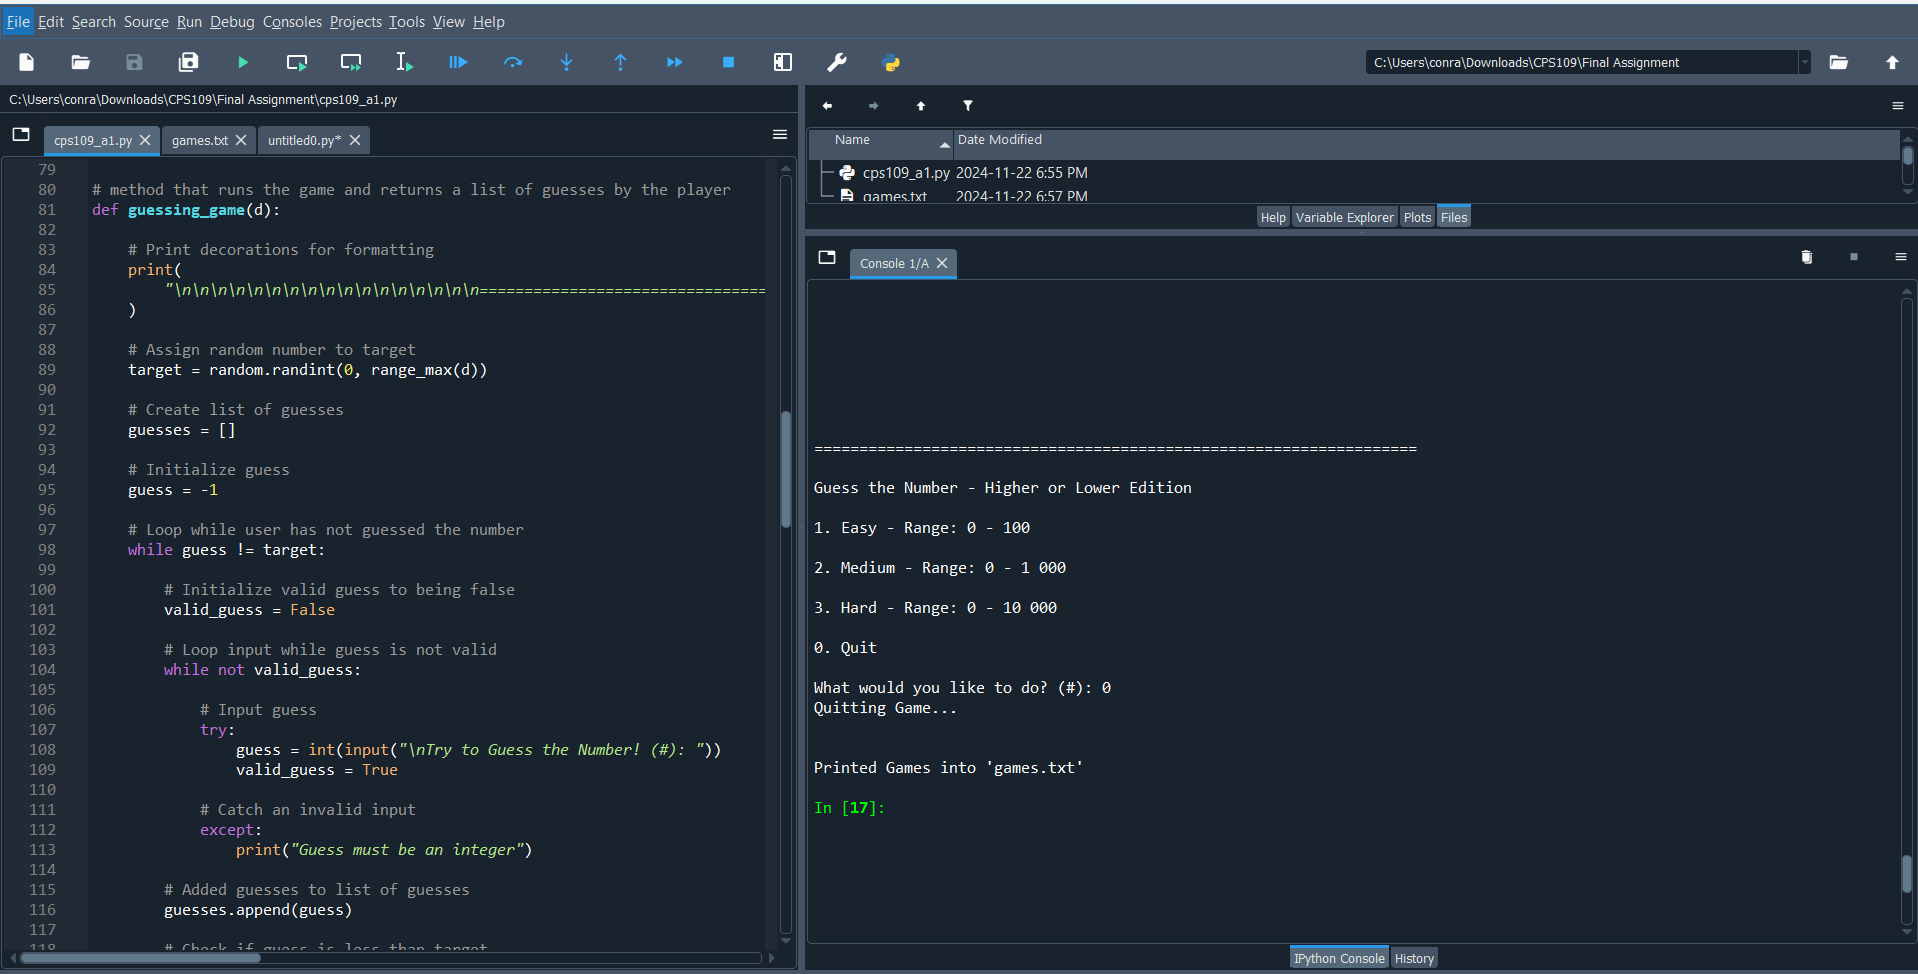 File Edit Search Source Run Debug Consoles Projects Tools View Help
C:\Users\conra\Downloads\CPS109\Final Assignment
C:\Users\conra\Downloads\CPS109\Final Assignment\cps109_a1.py
cps109_a1.py games.txt untitled0.py*
79
80 # method that runs the game and returns a list of guesses by the player
81 def guessing_game(d):
82
83     # Print decorations for formatting
84     print(
85         "\n\n\n\n\n\n\n\n\n\n\n\n\n\n\n\n\n================================
86     )
87
88     # Assign random number to target
89     target = random.randint(0, range_max(d))
90
91     # Create list of guesses
92     guesses = []
93
94     # Initialize guess
95     guess = -1
96
97     # Loop while user has not guessed the number
98     while guess != target:
99
100         # Initialize valid guess to being false
101         valid_guess = False
102
103         # Loop input while guess is not valid
104         while not valid_guess:
105
106             # Input guess
107             try:
108                 guess = int(input("\nTry to Guess the Number! (#): "))
109                 valid_guess = True
110
111             # Catch an invalid input
112             except:
113                 print("Guess must be an integer")
114
115         # Added guesses to list of guesses
116         guesses.append(guess)
117
118         # Check if guess is less than target
Name Date Modified
cps109_a1.py 2024-11-22 6:55 PM
games.txt 2024-11-22 6:57 PM
Help Variable Explorer Plots Files
Console 1/A
===================================================================
Guess the Number - Higher or Lower Edition
1. Easy - Range: 0 - 100
2. Medium - Range: 0 - 1 000
3. Hard - Range: 0 - 10 000
0. Quit
What would you like to do? (#): 0
Quitting Game...
Printed Games into 'games.txt'
In [17]:
IPython Console History